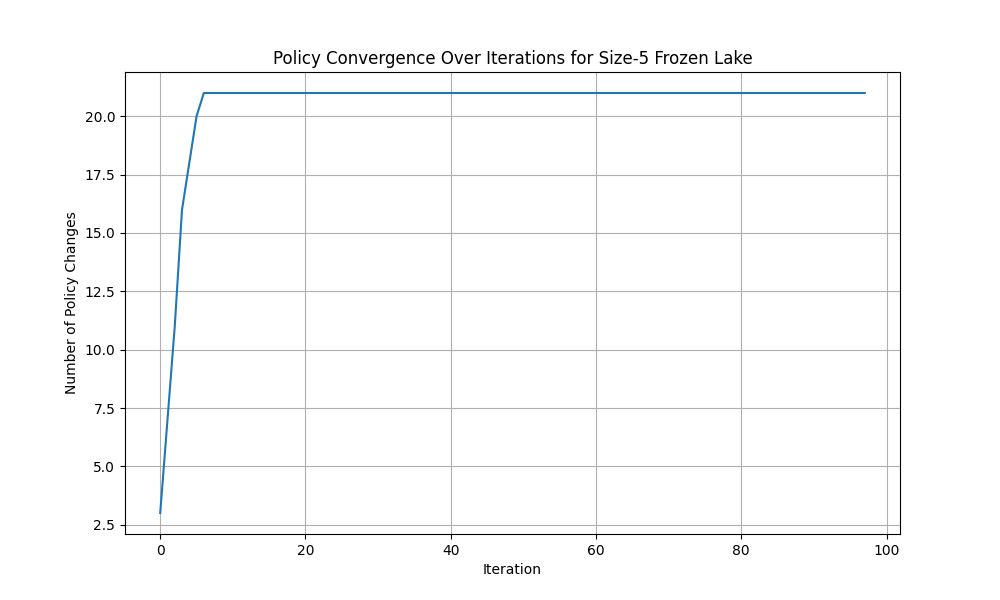 Policy Convergence Over Iterations for Size-5 Frozen Lake
20.0
17.5
15.0
12.5
10.0
7.5
5.0
2.5
Number of Policy Changes
0 20 40 60 80 100
Iteration